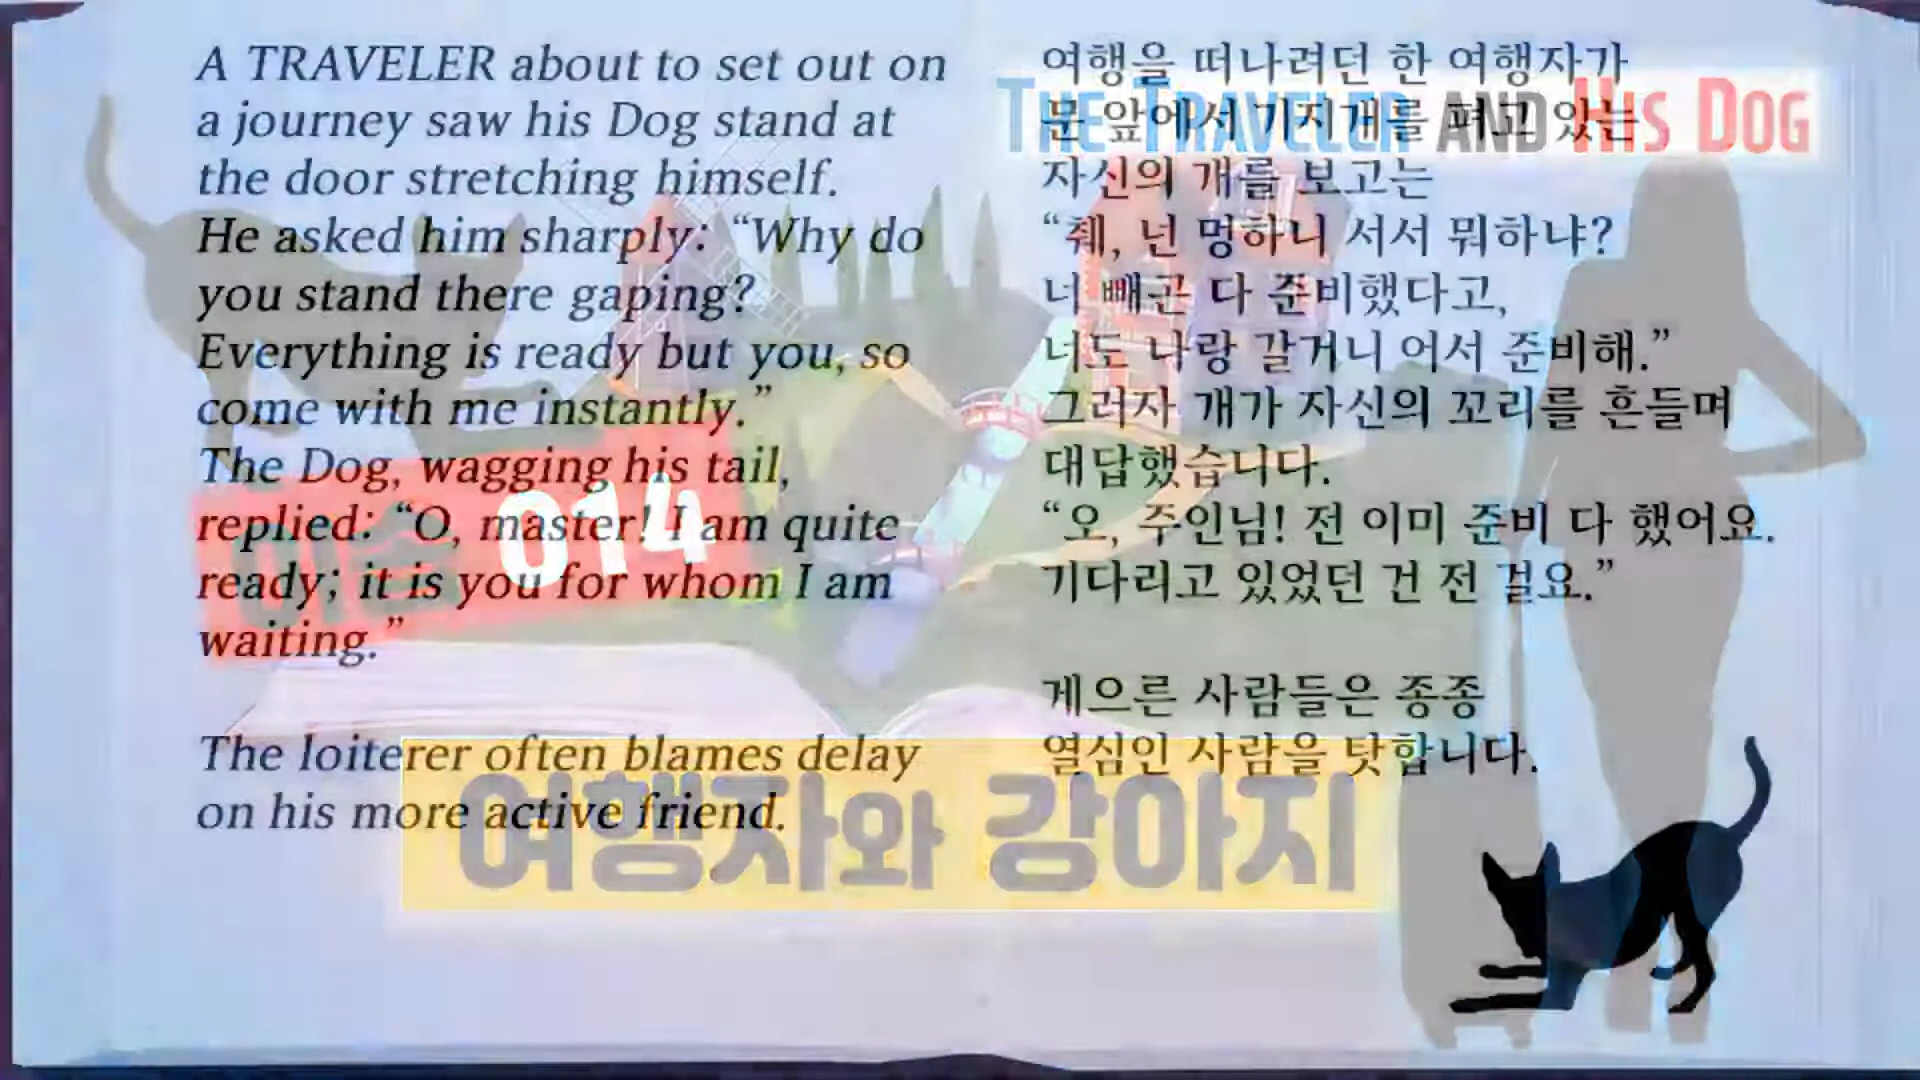 A TRAVELER about to set out on
a journey saw his Dog stand at
the door stretching himself.
He asked him sharply: “Why do
you stand there gaping?
Everything is ready but you, so
come with me instantly.”
The Dog, wagging his tail,
replied: “O, master! I am quite
ready; it is you for whom I am
waiting.”
The loiterer often blames delay
on his more active friend.
여행을 떠나려던 한 여행자가
문 앞에서 기지개를 펴고 있는
자신의 개를 보고는
“췌, 넌 멍하니 서서 뭐하냐?
너 빼곤 다 준비했다고,
너도 나랑 갈거니 어서 준비해.”
그러자 개가 자신의 꼬리를 흔들며
대답했습니다.
“오, 주인님! 전 이미 준비 다 했어요.
기다리고 있었던 건 전 걸요.”
게으른 사람들은 종종
열심인 사람을 탓합니다.
THE TRAVELER AND HIS DOG
이솝 014
여행자와 강아지